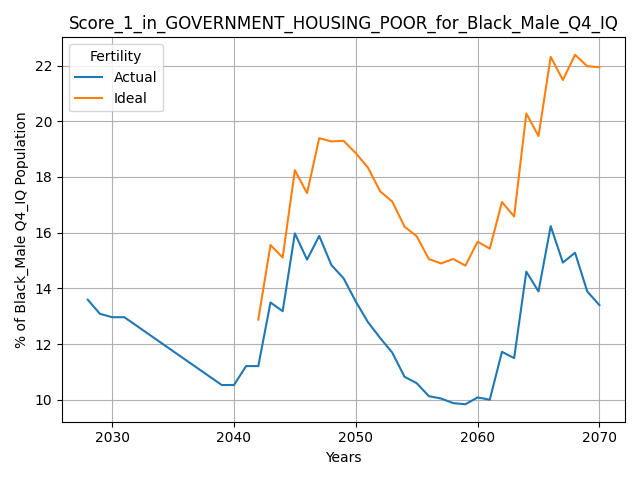 Score_1_in_GOVERNMENT_HOUSING_POOR_for_Black_Male_Q4_IQ
Fertility
Actual
Ideal
% of Black_Male Q4_IQ Population
22
20
18
16
14
12
10
2030
2040
2050
2060
2070
Years